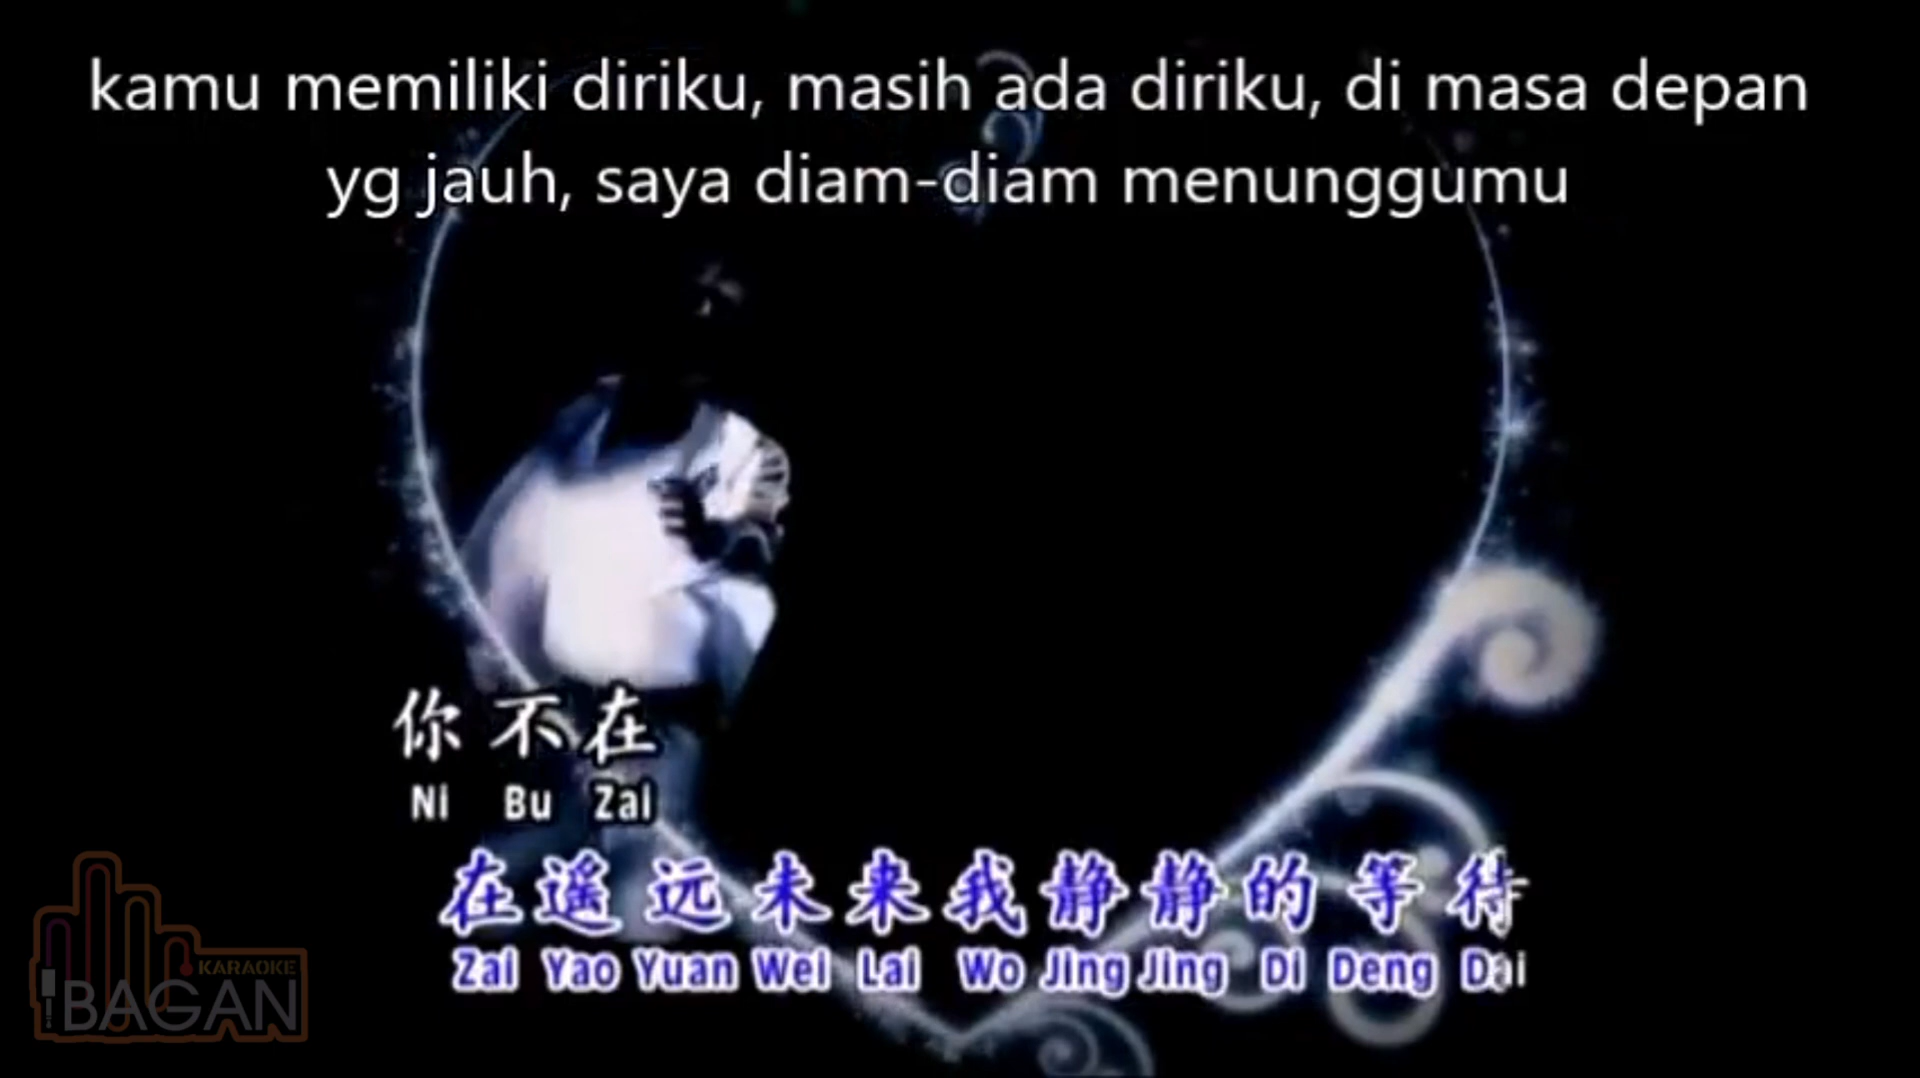 kamu memiliki diriku, masih ada diriku, di masa depan
yg jauh, saya diam-diam menunggumu
你不在
Ni Bu Zai
在遥远未来我静静的等待
Zai Yao Yuan Wei Lai Wo Jing Jing Di Deng Dai
KARAOKE
BAGAN